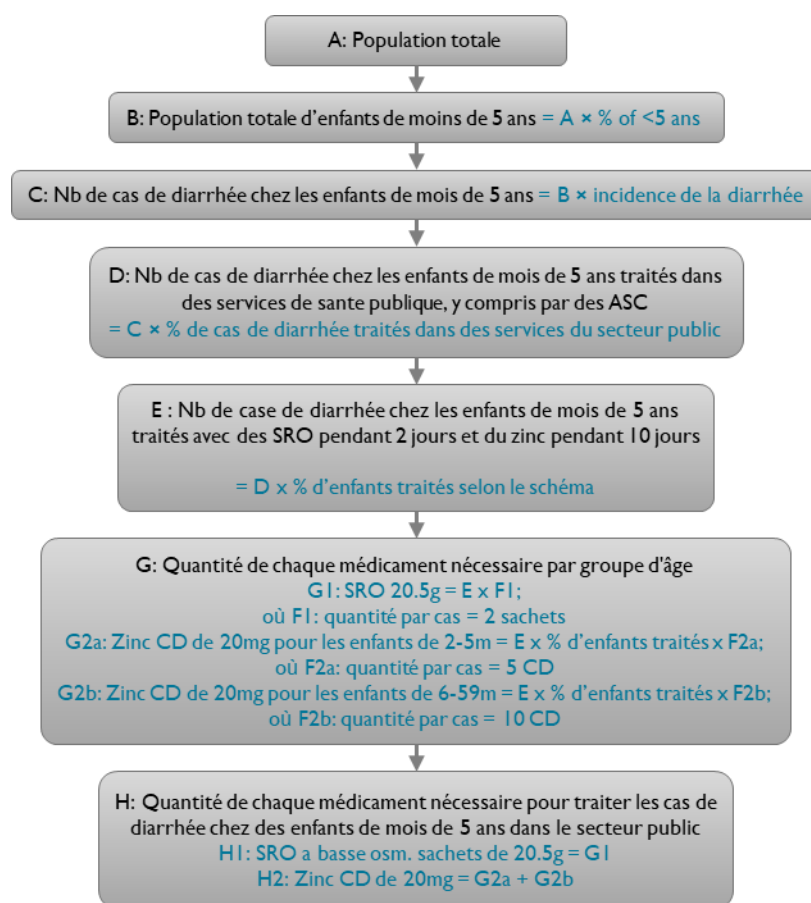 A: Population totale
B: Population totale d'enfants de moins de 5 ans = A × % of <5 ans
C: Nb de cas de diarrhée chez les enfants de mois de 5 ans = B × incidence de la diarrhée
D: Nb de cas de diarrhée chez les enfants de mois de 5 ans traités dans
des services de sante publique, y compris par des ASC
= C × % de cas de diarrhée traités dans des services du secteur public
E : Nb de case de diarrhée chez les enfants de mois de 5 ans
traités avec des SRO pendant 2 jours et du zinc pendant 10 jours
= D x % d'enfants traités selon le schéma
G: Quantité de chaque médicament nécessaire par groupe d'âge
G1: SRO 20.5g = E x F1;
où F1: quantité par cas = 2 sachets
G2a: Zinc CD de 20mg pour les enfants de 2-5m = E x % d'enfants traités x F2a;
où F2a: quantité par cas = 5 CD
G2b: Zinc CD de 20mg pour les enfants de 6-59m = E x % d'enfants traités x F2b;
où F2b: quantité par cas = 10 CD
H: Quantité de chaque médicament nécessaire pour traiter les cas de
diarrhée chez des enfants de mois de 5 ans dans le secteur public
H1: SRO a basse osm. sachets de 20.5g = G1
H2: Zinc CD de 20mg = G2a + G2b